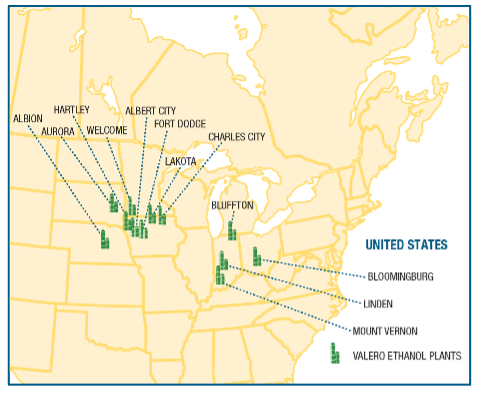 HARTLEY
ALBERT CITY
ALBION
FORT DODGE
AURORA
WELCOME
CHARLES CITY
LAKOTA
BLUFFTON
UNITED STATES
BLOOMINGBURG
LINDEN
MOUNT VERNON
VALERO ETHANOL PLANTS